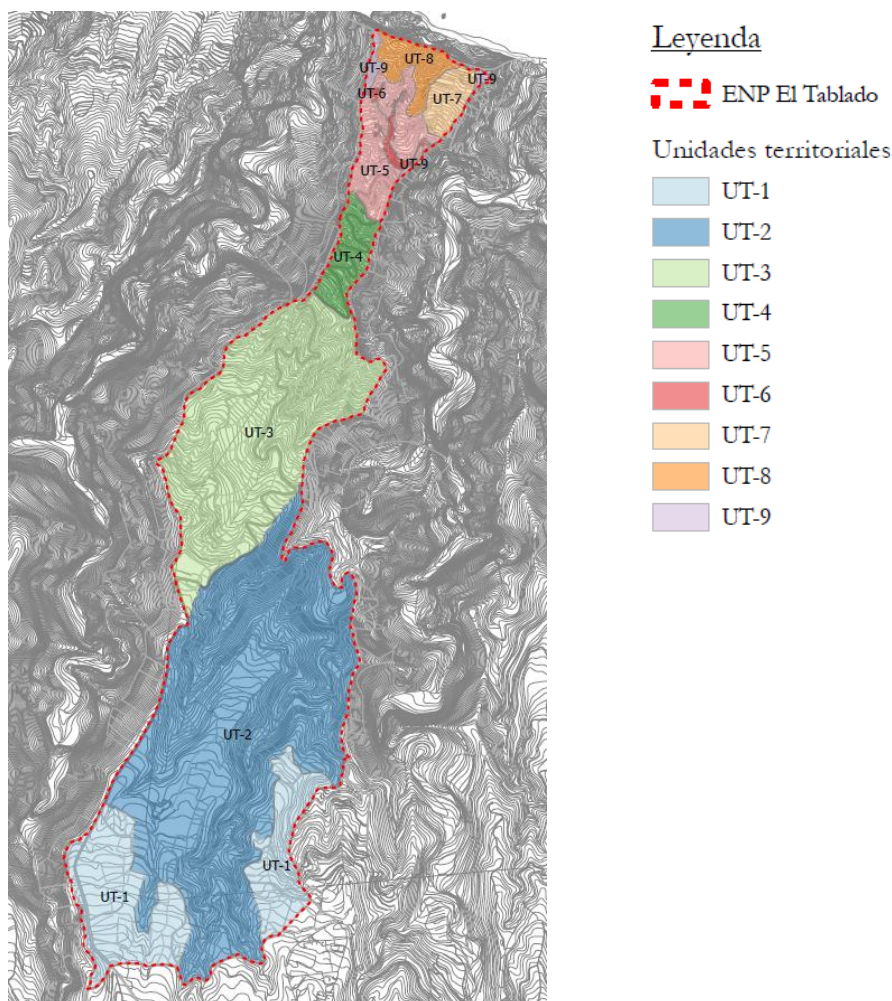 UT-8
UT-9
UT-9
UT-6
UT-7
UT-9
UT-5
UT-4
UT-3
UT-2
UT-1
UT-1
Leyenda
ENP El Tablado
Unidades territoriales
UT-1
UT-2
UT-3
UT-4
UT-5
UT-6
UT-7
UT-8
UT-9